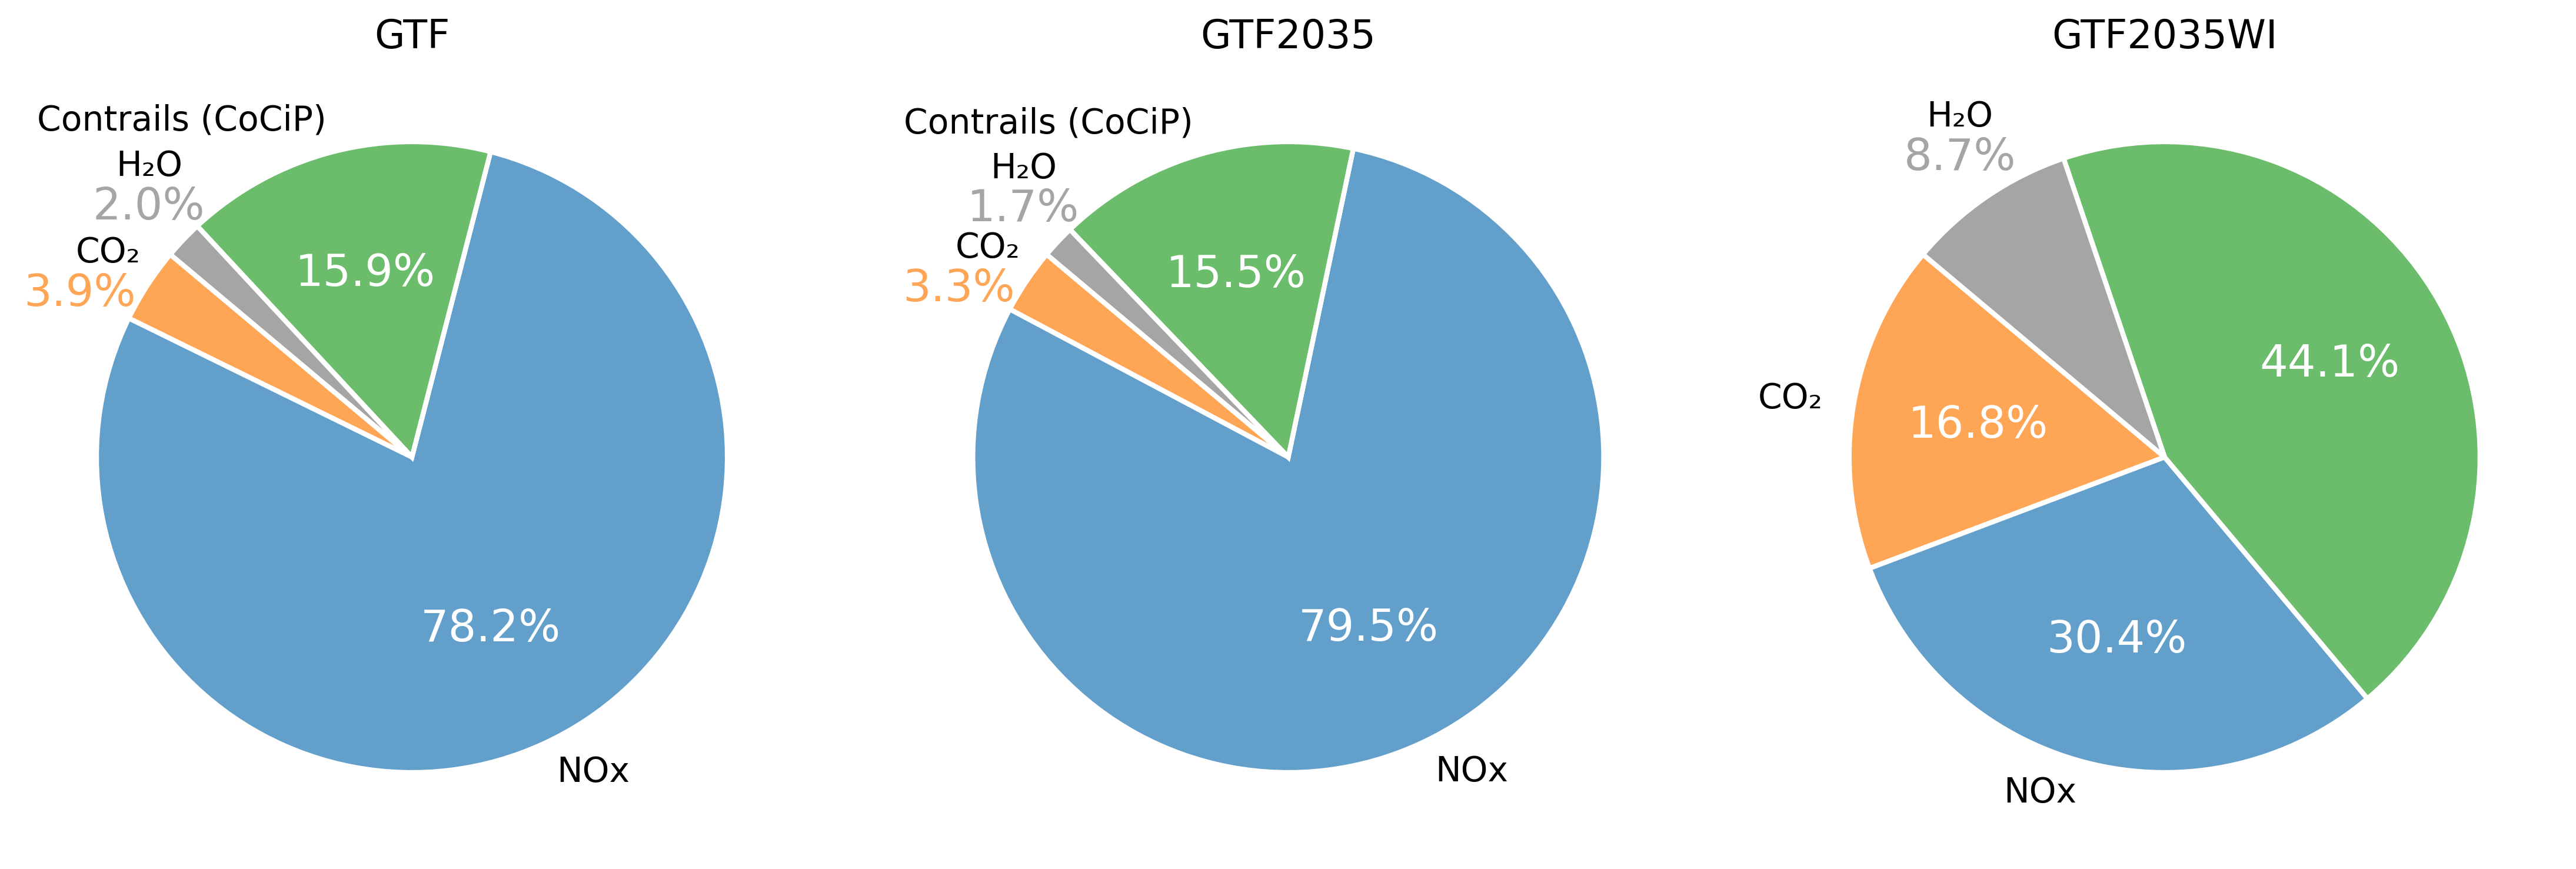 GTF
Contrails (CoCiP)
H₂O
2.0%
CO₂
3.9%
15.9%
78.2%
NOx
GTF2035
Contrails (CoCiP)
H₂O
1.7%
CO₂
3.3%
15.5%
79.5%
NOx
GTF2035WI
H₂O
8.7%
44.1%
CO₂
16.8%
30.4%
NOx